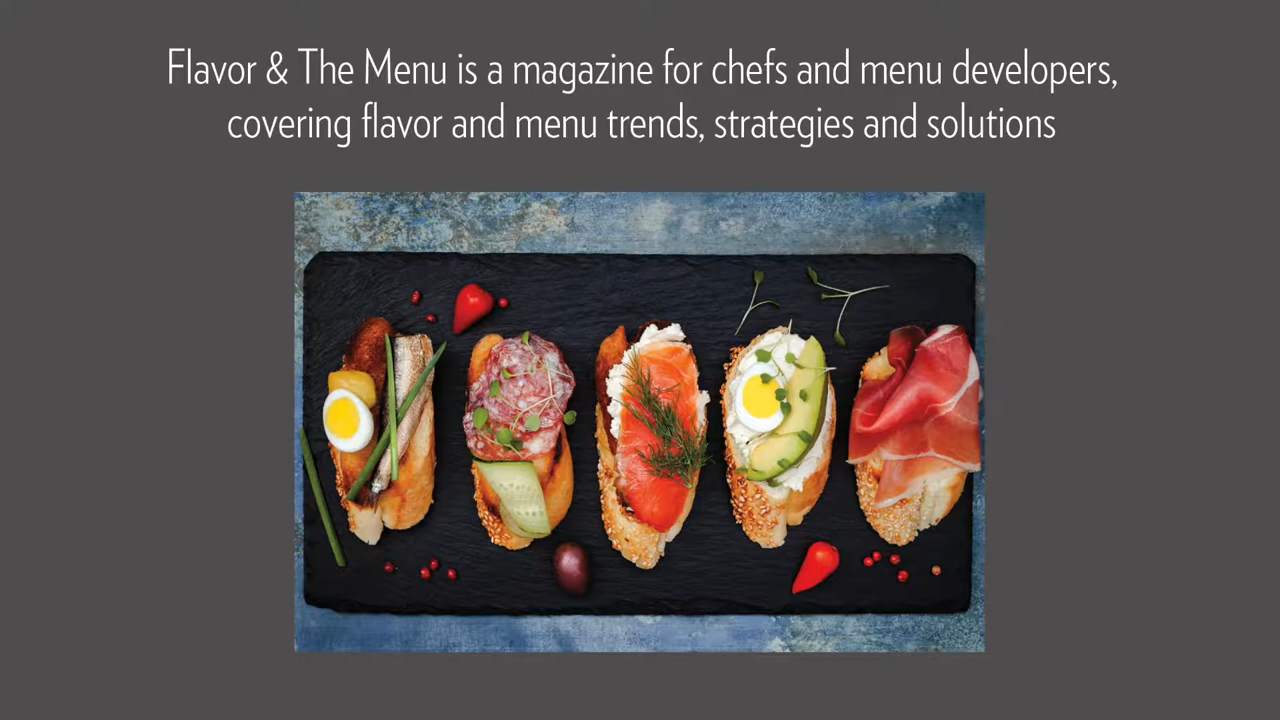 Flavor & The Menu is a magazine for chefs and menu developers,
covering flavor and menu trends, strategies and solutions